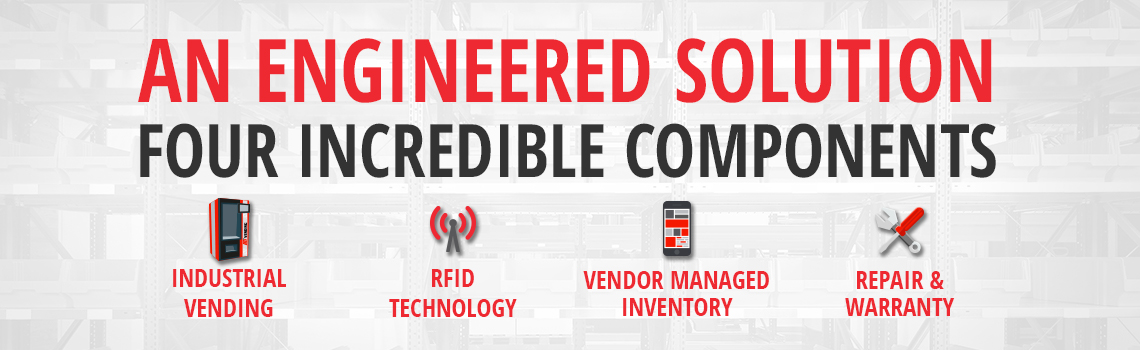 AN ENGINEERED SOLUTION
FOUR INCREDIBLE COMPONENTS
INDUSTRIAL
VENDING
RFID
TECHNOLOGY
VENDOR MANAGED
INVENTORY
REPAIR &
WARRANTY